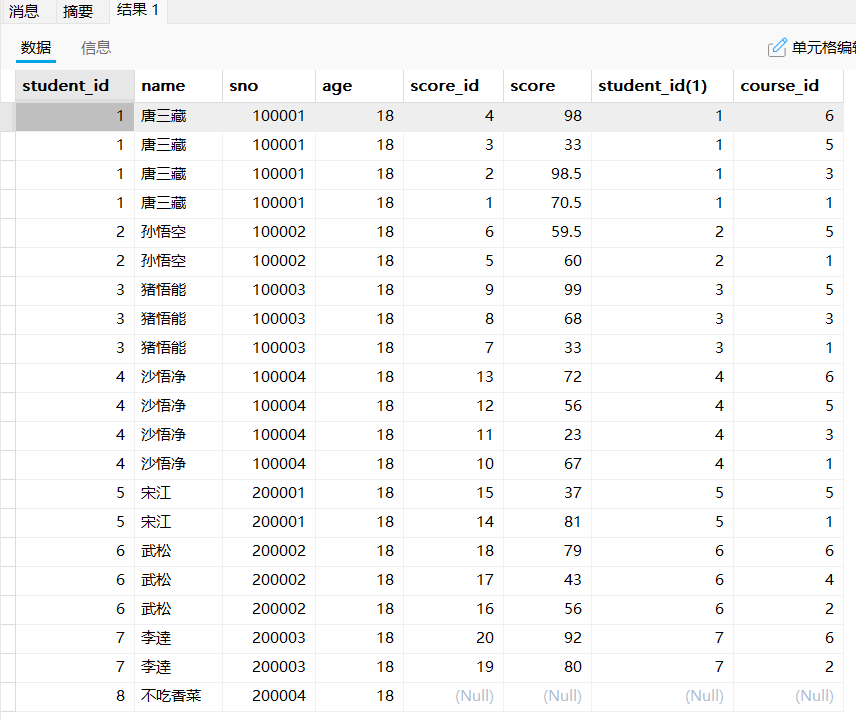 消息 摘要 结果 1
数据 信息 单元格编辑
student_id name sno age score_id score student_id(1) course_id
1 唐三藏 100001 18 4 98 1 6
1 唐三藏 100001 18 3 33 1 5
1 唐三藏 100001 18 2 98.5 1 3
1 唐三藏 100001 18 1 70.5 1 1
2 孙悟空 100002 18 6 59.5 2 5
2 孙悟空 100002 18 5 60 2 1
3 猪悟能 100003 18 9 99 3 5
3 猪悟能 100003 18 8 68 3 3
3 猪悟能 100003 18 7 33 3 1
4 沙悟净 100004 18 13 72 4 6
4 沙悟净 100004 18 12 56 4 5
4 沙悟净 100004 18 11 23 4 3
4 沙悟净 100004 18 10 67 4 1
5 宋江 200001 18 15 37 5 5
5 宋江 200001 18 14 81 5 1
6 武松 200002 18 18 79 6 6
6 武松 200002 18 17 43 6 4
6 武松 200002 18 16 56 6 2
7 李逹 200003 18 20 92 7 6
7 李逹 200003 18 19 80 7 2
8 不吃香菜 200004 18 (Null) (Null) (Null) (Null)